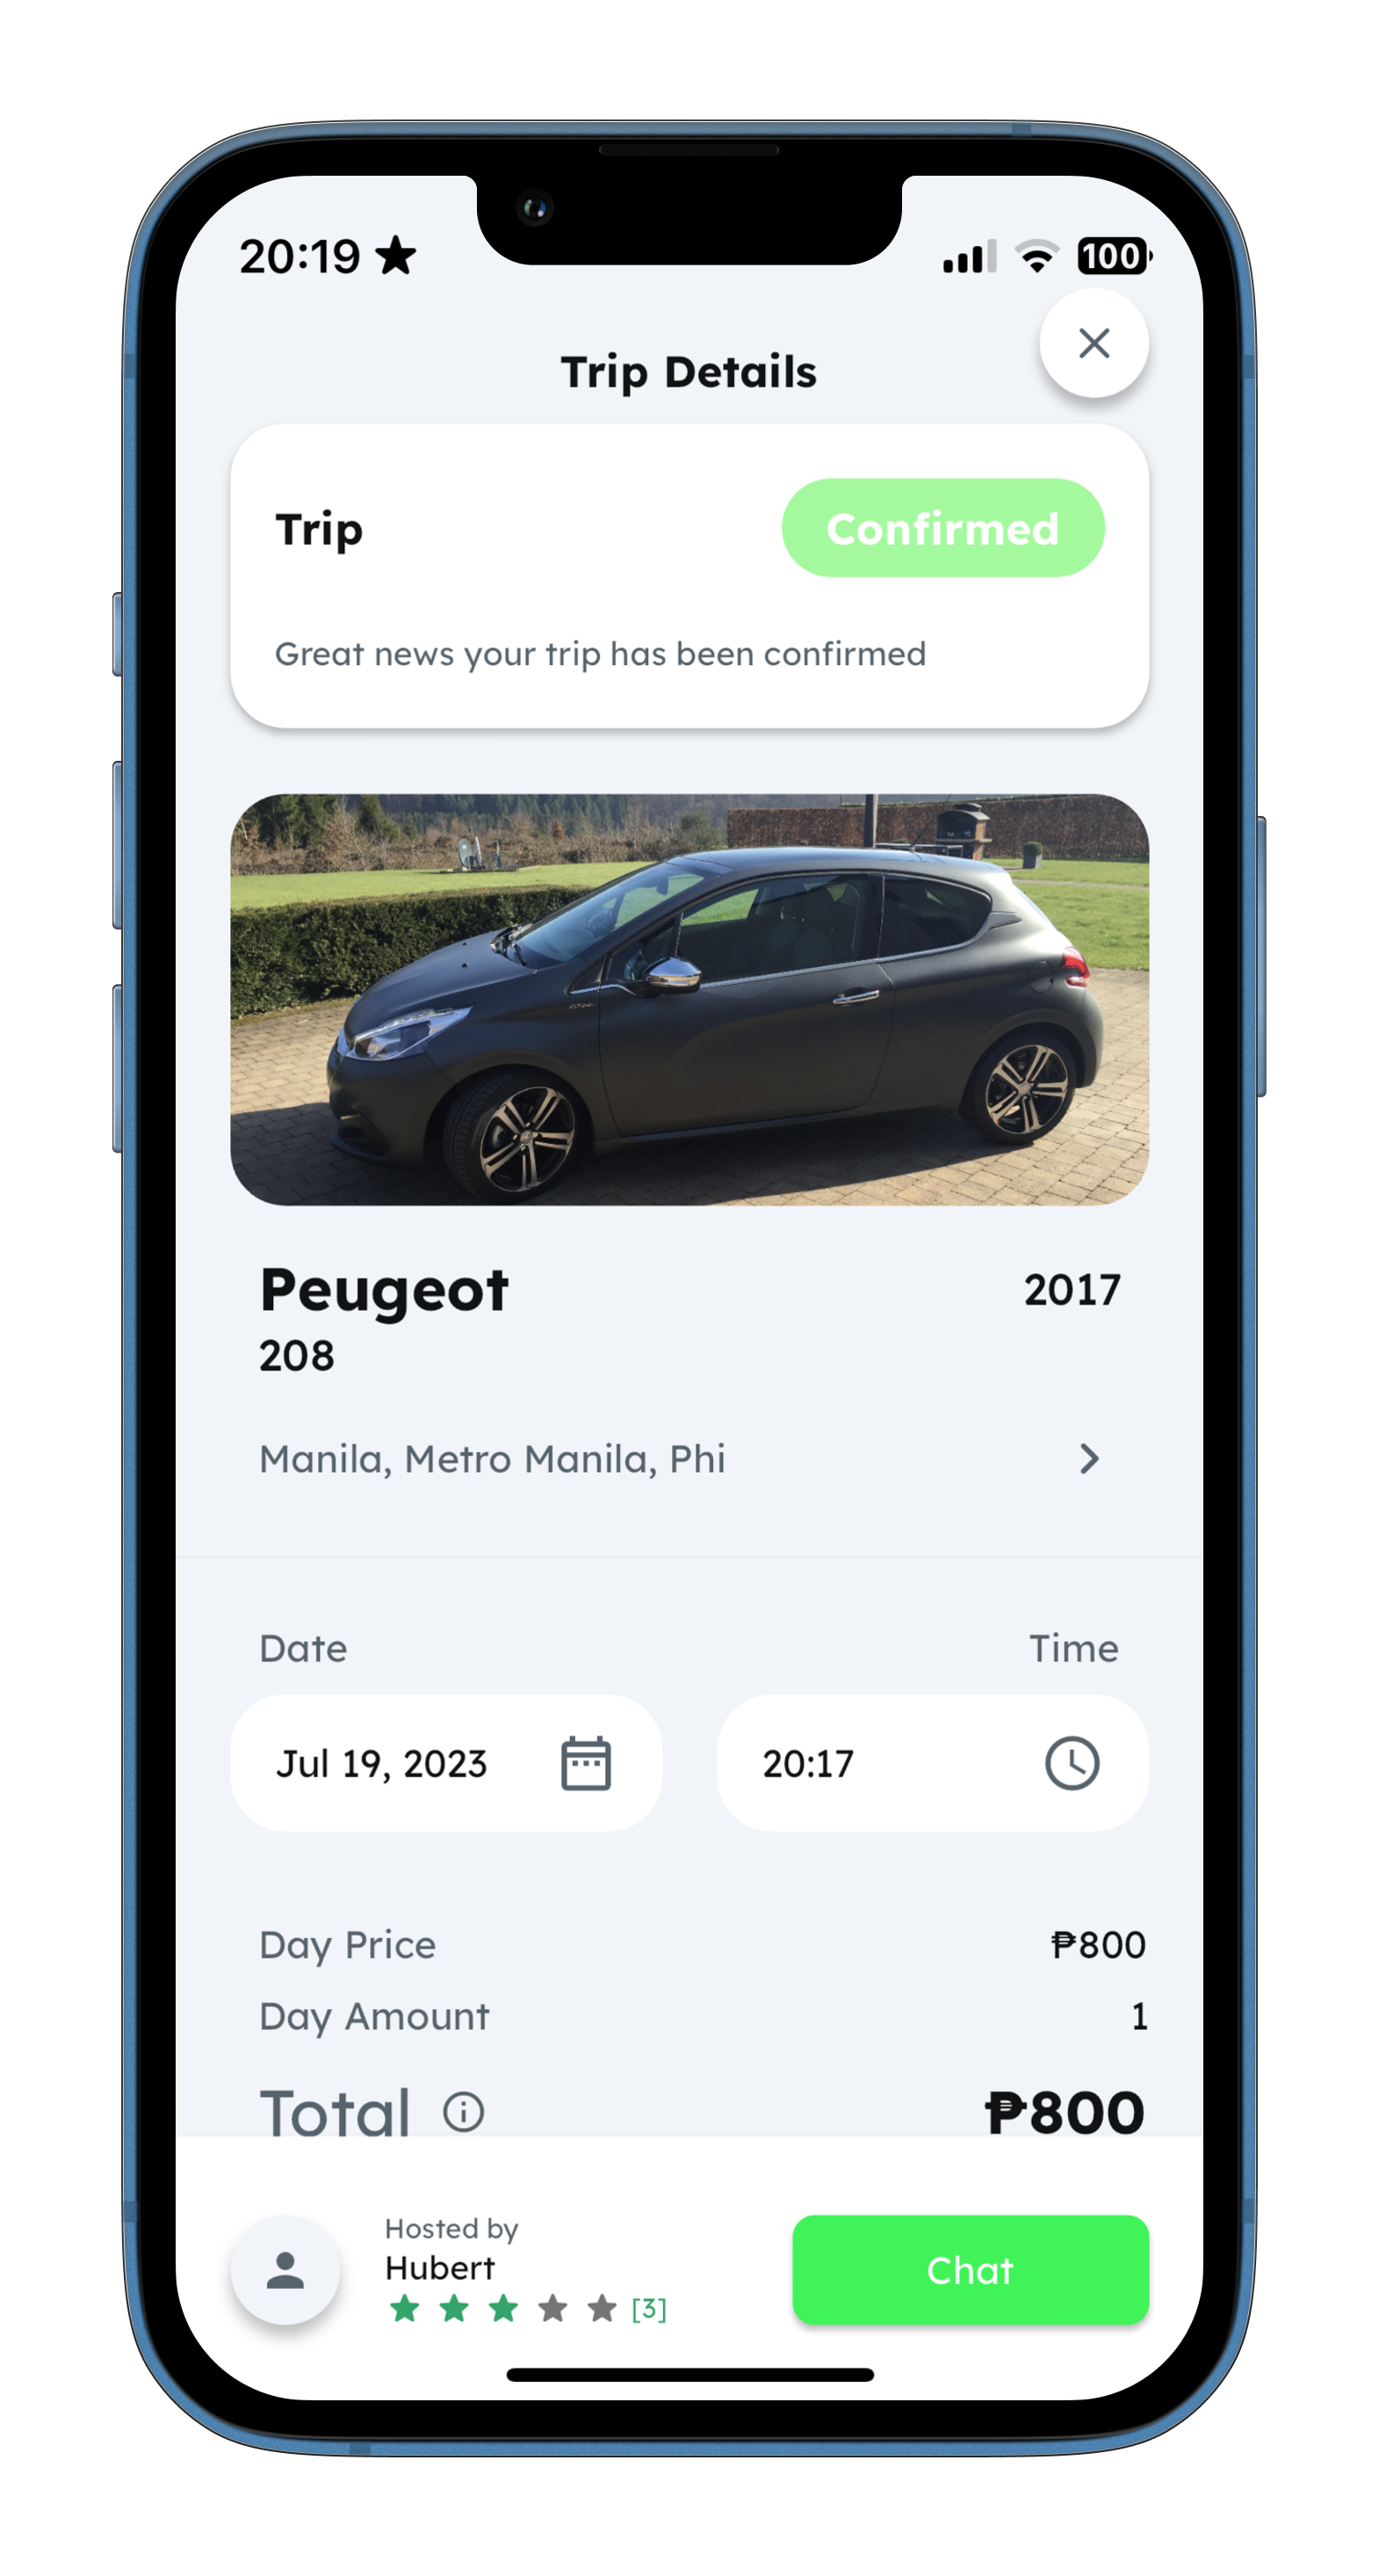 20:19
100
Trip Details
Trip
Confirmed
Great news your trip has been confirmed
Peugeot
2017
208
Manila, Metro Manila, Phi
Date
Time
Jul 19, 2023
20:17
Day Price
₱800
Day Amount
1
Total
₱800
Hosted by
Hubert
[3]
Chat